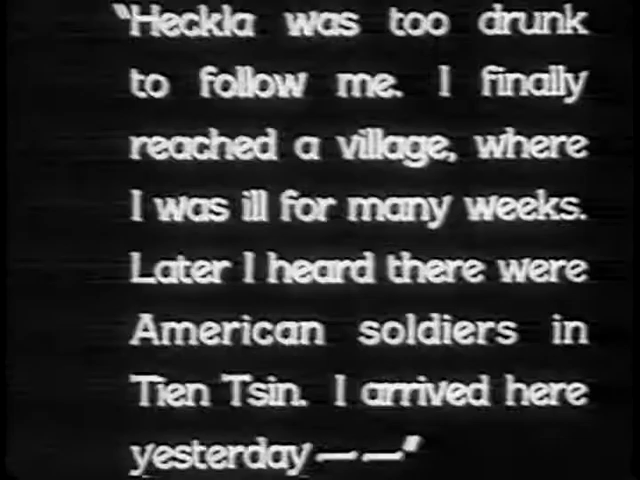 "Heckla was too drunk
to follow me. I finally
reached a village, where
I was ill for many weeks.
Later I heard there were
American soldiers in
Tien Tsin. I arrived here
yesterday——"